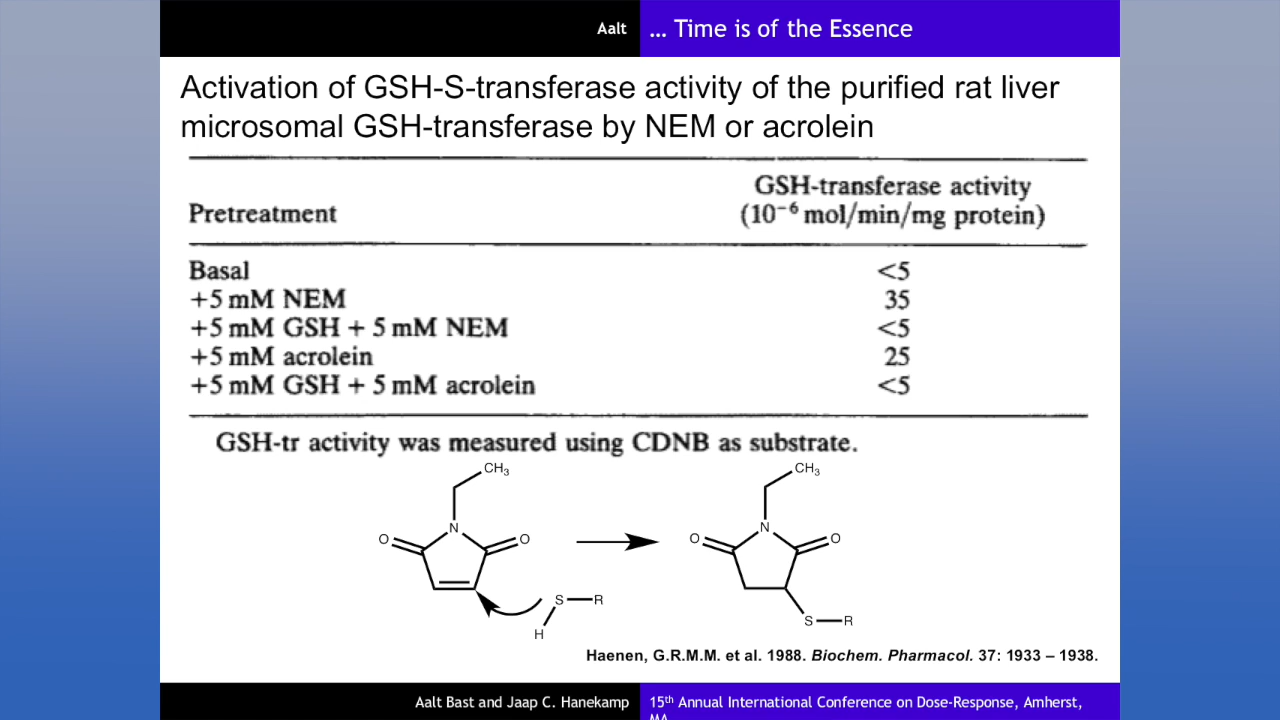 Aalt
... Time is of the Essence
Activation of GSH-S-transferase activity of the purified rat liver
microsomal GSH-transferase by NEM or acrolein
GSH-transferase activity
Pretreatment (10⁻⁶ mol/min/mg protein)
Basal <5
+5 mM NEM 35
+5 mM GSH + 5 mM NEM <5
+5 mM acrolein 25
+5 mM GSH + 5 mM acrolein <5
GSH-tr activity was measured using CDNB as substrate.
CH₃ CH₃
N N
O O O O
S R
H
S R
Haenen, G.R.M.M. et al. 1988. Biochem. Pharmacol. 37: 1933 – 1938.
Aalt Bast and Jaap C. Hanekamp
15th Annual International Conference on Dose-Response, Amherst,
MA